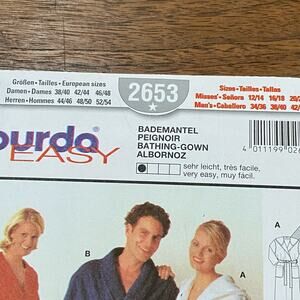 Größen • Tailles • European sizes
Damen • Dames 38/40 42/44 46/48
Herren • Hommes 44/46 48/50 52/54
2653
Sizes • Tailles • Tallas
Misses' • Señora 12/14 16/18
Men's • Caballero 34/36 38/40
burda
EASY
BADEMANTEL
PEIGNOIR
BATHING-GOWN
ALBORNOZ
sehr leicht, très facile,
very easy, muy fácil.
4 011199
B
A